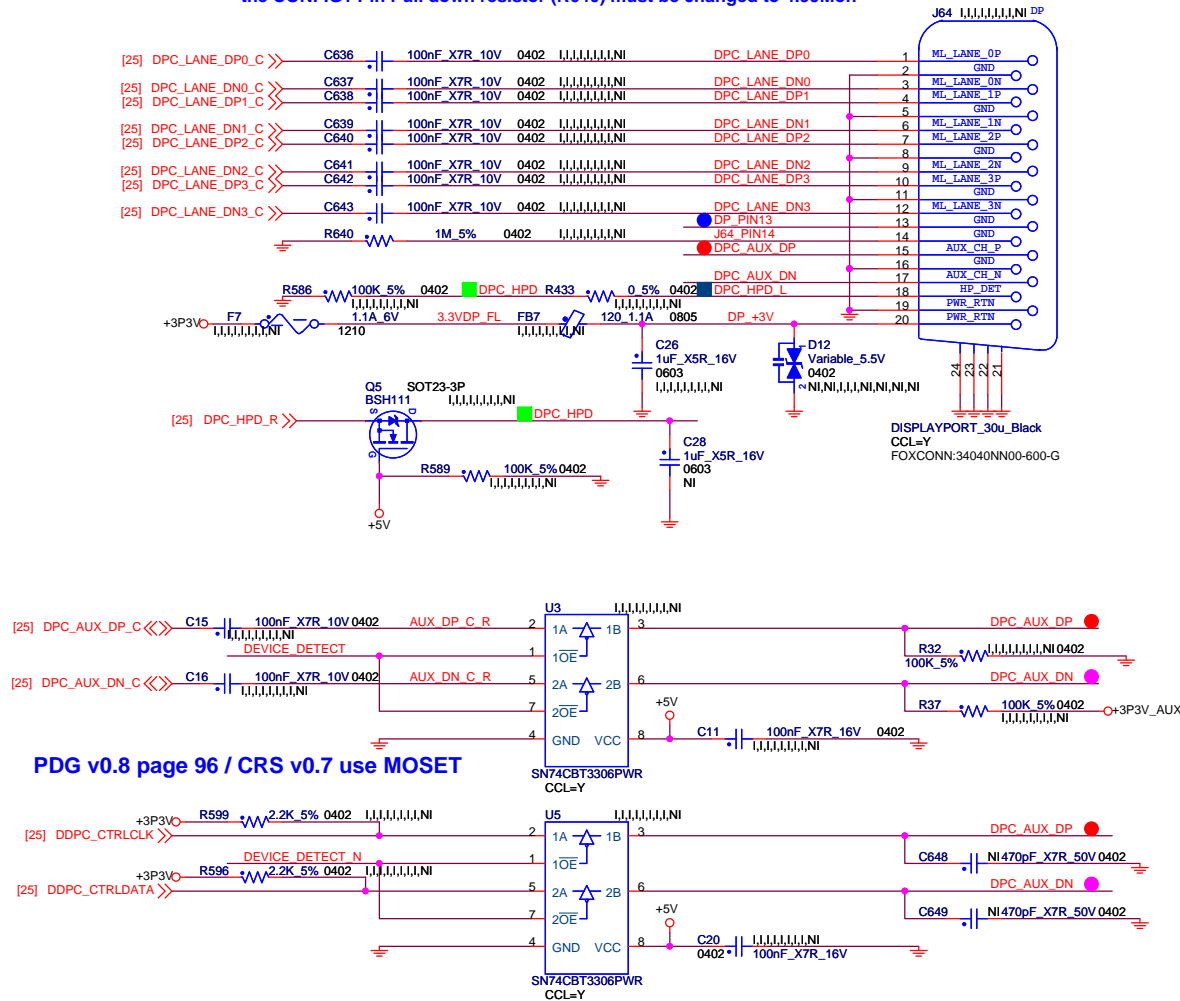 J64 I,I,I,I,I,I,I,NI DP
[25] DPC_LANE_DP0_C C636 100nF_X7R_10V 0402 I,I,I,I,I,I,I,NI DPC_LANE_DP0 1 ML_LANE_0P
2 GND
[25] DPC_LANE_DN0_C C637 100nF_X7R_10V 0402 I,I,I,I,I,I,I,NI DPC_LANE_DN0 3 ML_LANE_0N
[25] DPC_LANE_DP1_C C638 100nF_X7R_10V 0402 I,I,I,I,I,I,I,NI DPC_LANE_DP1 4 ML_LANE_1P
5 GND
[25] DPC_LANE_DN1_C C639 100nF_X7R_10V 0402 I,I,I,I,I,I,I,NI DPC_LANE_DN1 6 ML_LANE_1N
[25] DPC_LANE_DP2_C C640 100nF_X7R_10V 0402 I,I,I,I,I,I,I,NI DPC_LANE_DP2 7 ML_LANE_2P
8 GND
[25] DPC_LANE_DN2_C C641 100nF_X7R_10V 0402 I,I,I,I,I,I,I,NI DPC_LANE_DN2 9 ML_LANE_2N
[25] DPC_LANE_DP3_C C642 100nF_X7R_10V 0402 I,I,I,I,I,I,I,NI DPC_LANE_DP3 10 ML_LANE_3P
11 GND
[25] DPC_LANE_DN3_C C643 100nF_X7R_10V 0402 I,I,I,I,I,I,I,NI DPC_LANE_DN3 12 ML_LANE_3N
DP_PIN13 13 GND
R640 1M_5% 0402 I,I,I,I,I,I,I,NI J64_PIN14 14 GND
DPC_AUX_DP 15 AUX_CH_P
16 GND
DPC_AUX_DN 17 AUX_CH_N
R586 100K_5% 0402 DPC_HPD R433 0_5% 0402 DPC_HPD_L 18 HP_DET
I,I,I,I,I,I,I,NI I,I,I,I,I,I,I,NI 19 PWR_RTN
+3P3V F7 1.1A_6V 3.3VDP_FL FB7 120_1.1A 0805 DP_+3V 20 PWR_RTN
I,I,I,I,I,I,I,NI 1210 I,I,I,I,I,I,I,NI
C26
1uF_X5R_16V
0603
I,I,I,I,I,I,I,NI
1 D12
Variable_5.5V
0402
2 NI,NI,I,I,I,NI,NI,NI,NI
24 23 22 21
DISPLAYPORT_30u_Black
CCL=Y
FOXCONN:34040NN00-600-G
Q5 SOT23-3P
BSH111 I,I,I,I,I,I,I,NI
[25] DPC_HPD_R S D G DPC_HPD
C28
1uF_X5R_16V
0603
NI
R589 100K_5% 0402
I,I,I,I,I,I,I,NI
+5V
U3 I,I,I,I,I,I,I,NI
[25] DPC_AUX_DP_C C15 100nF_X7R_10V 0402 AUX_DP_C_R 2 1A 1B 3 DPC_AUX_DP
I,I,I,I,I,I,I,NI
DEVICE_DETECT 1 1OE
R32 I,I,I,I,I,I,I,NI 0402
100K_5%
[25] DPC_AUX_DN_C C16 100nF_X7R_10V 0402 AUX_DN_C_R 5 2A 2B 6 DPC_AUX_DN
I,I,I,I,I,I,I,NI
7 2OE
+5V
R37 100K_5% 0402 +3P3V_AUX
I,I,I,I,I,I,I,NI
4 GND VCC 8 C11 100nF_X7R_16V 0402
I,I,I,I,I,I,I,NI
SN74CBT3306PWR
CCL=Y
PDG v0.8 page 96 / CRS v0.7 use MOSET
U5 I,I,I,I,I,I,I,NI
+3P3V R599 2.2K_5% 0402 I,I,I,I,I,I,I,NI
[25] DDPC_CTRLCLK 2 1A 1B 3 DPC_AUX_DP
DEVICE_DETECT_N 1 1OE
C648 NI 470pF_X7R_50V 0402
+3P3V R596 2.2K_5% 0402 I,I,I,I,I,I,I,NI
[25] DDPC_CTRLDATA 5 2A 2B 6 DPC_AUX_DN
7 2OE
+5V
C649 NI 470pF_X7R_50V 0402
4 GND VCC 8 C20 I,I,I,I,I,I,I,NI
0402 100nF_X7R_16V
SN74CBT3306PWR
CCL=Y